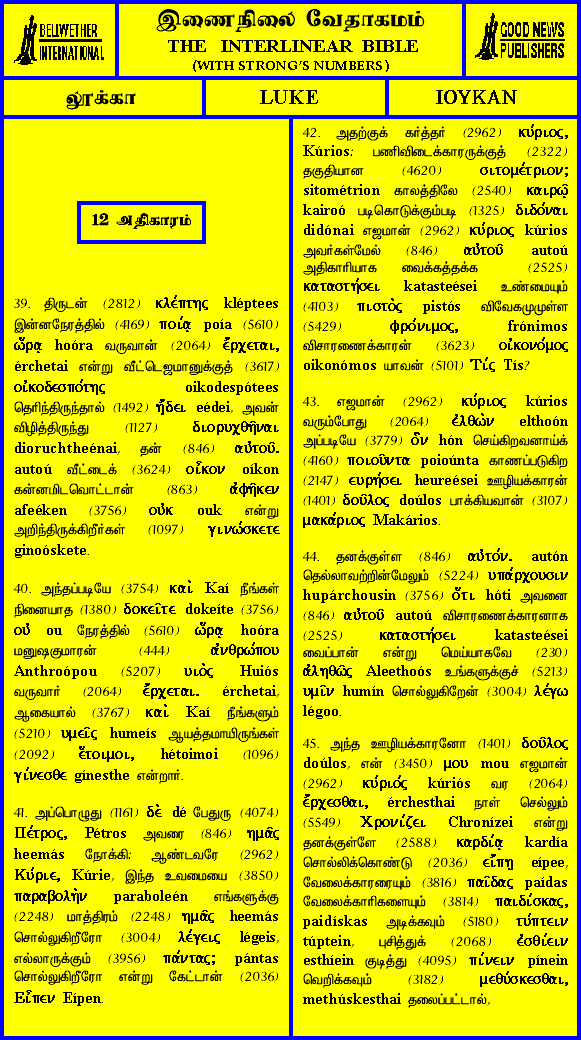 BELLWETHER
INTERNATIONAL
இணைநிலை வேதாகமம்
THE INTERLINEAR BIBLE
(WITH STRONG'S NUMBERS)
GOOD NEWS
PUBLISHERS
லூக்கா
LUKE
ΙΟΥΚΑΝ
12 அதிகாரம்
39. திருடன் (2812) κλέπτης kléptees
இன்னநேரத்தில் (4169) ποίᾳ poía (5610)
ὥρᾳ hoóra வருவான் (2064) ἔρχεται,
érchetai என்று வீட்டெஜமானுக்குத் (3617)
οἰκοδεσπότης oikodespótees
தெரிந்திருந்தால் (1492) ᾔδει eédei, அவன்
விழித்திருந்து (1127) διορυχθῆναι
dioruchtheénai, தன் (846) αὐτοῦ.
autoú வீட்டைக் (3624) οἶκον oíkon
கன்னமிடவொட்டான் (863) ἀφῆκεν
afeéken (3756) οὐκ ouk என்று
அறிந்திருக்கிறீர்கள் (1097) γινώσκετε
ginoóskete.
40. அந்தப்படியே (3754) καὶ Kaí நீங்கள்
நினையாத (1380) δοκεῖτε dokeíte (3756)
οὐ ou நேரத்தில் (5610) ὥρᾳ hoóra
மனுஷகுமாரன் (444) ἀνθρώπου
Anthroópou (5207) υιὸς Huiós
வருவார் (2064) ἔρχεται. érchetai,
ஆகையால் (3767) καὶ Kaí நீங்களும்
(5210) υμεῖς humeís ஆயத்தமாயிருங்கள்
(2092) ἕτοιμοι, hétoimoi (1096)
γίνεσθε ginesthe என்றார்.
41. அப்பொழுது (1161) δὲ dé பேதுரு (4074)
Πέτρος, Pétros அவரை (846) ημᾶς
heemás நோக்கி: ஆண்டவரே (2962)
Κύριε, Kúrie, இந்த உவமையை (3850)
παραβολὴν paraboleén எங்களுக்கு
(2248) மாத்திரம் (2248) ημᾶς heemás
சொல்லுகிறீரோ (3004) λέγεις légeis,
எல்லாருக்கும் (3956) πάντας; pántas
சொல்லுகிறீரோ என்று கேட்டான் (2036)
Εἶπεν Eípen.
42. அதற்குக் கர்த்தர் (2962) κύριος,
Kúrios: பணிவிடைக்காரருக்குத் (2322)
தகுதியான (4620) σιτομέτριον;
sitométrion காலத்திலே (2540) καιρῷ
kairoó படிகொடுக்கும்படி (1325) διδόναι
didónai எஜமான் (2962) κύριος kúrios
அவர்கள்மேல் (846) αὐτοῦ autoú
அதிகாரியாக வைக்கத்தக்க (2525)
καταστήσει katasteései உண்மையும்
(4103) πιστὸς pistós விவேகமுமுள்ள
(5429) φρόνιμος, frónimos
விசாரணைக்காரன் (3623) οἰκονόμος
oikonómos யாவன் (5101) Τίς Tís?
43. எஜமான் (2962) κύριος kúrios
வரும்போது (2064) ἐλθὼν elthoón
அப்படியே (3779) ὃν hón செய்கிறவனாய்க்
(4160) ποιοῦντα poioúnta காணப்படுகிற
(2147) ευρήσει heureései ஊழியக்காரன்
(1401) δοῦλος doúlos பாக்கியவான் (3107)
μακάριος Makários.
44. தனக்குள்ள (846) αὐτόν. autón
தெல்லாவற்றின்மேலும் (5224) υπάρχουσιν
hupárchousin (3756) ὅτι hóti அவனை
(846) αὐτοῦ autoú விசாரணைக்காரனாக
(2525) καταστήσει katasteései
வைப்பான் என்று மெய்யாகவே (230)
ἀληθῶς Aleethoós உங்களுக்குச் (5213)
υμῖν humín சொல்லுகிறேன் (3004) λέγω
légoo.
45. அந்த ஊழியக்காரனோ (1401) δοῦλος
doúlos, என் (3450) μου mou எஜமான்
(2962) κύριός kúriós வர (2064)
ἔρχεσθαι, érchesthai நாள் செல்லும்
(5549) Χρονίζει Chronízei என்று
தனக்குள்ளே (2588) καρδίᾳ kardía
சொல்லிக்கொண்டு (2036) εἴπῃ eípee,
வேலைக்காரரையும் (3816) παῖδας paídas
வேலைக்காரிகளையும் (3814) παιδίσκας,
paidískas அடிக்கவும் (5180) τύπτειν
túptein, புசித்துக் (2068) ἐσθίειν
esthíein குடித்து (4095) πίνειν pínein
வெறிக்கவும் (3182) μεθύσκεσθαι,
methúskesthai தலைப்பட்டால்,